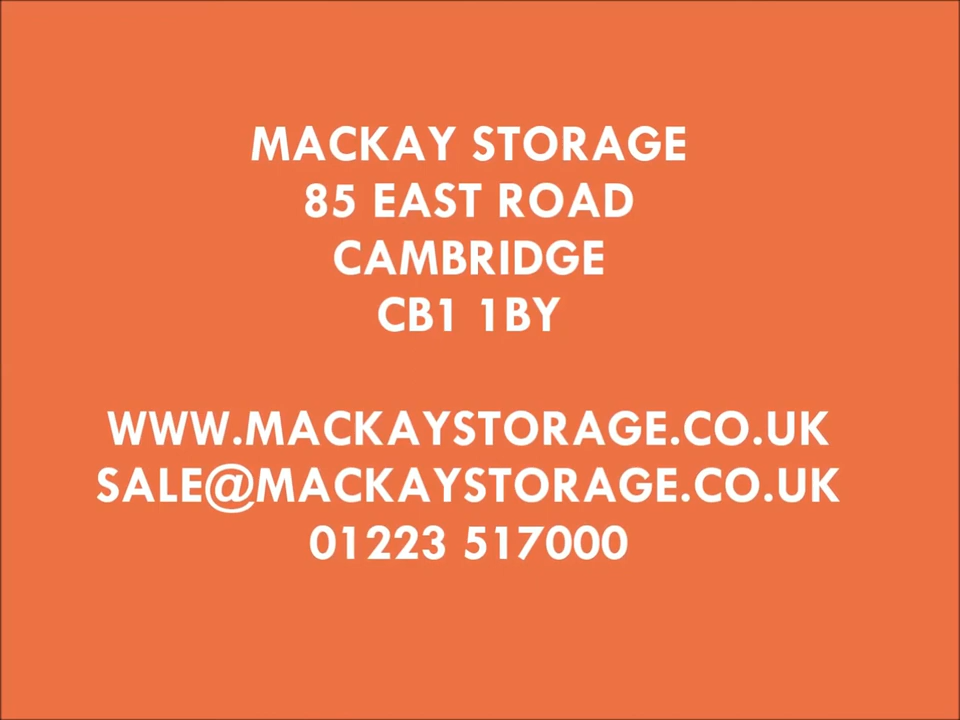 MACKAY STORAGE
85 EAST ROAD
CAMBRIDGE
CB1 1BY
WWW.MACKAYSTORAGE.CO.UK
SALE@MACKAYSTORAGE.CO.UK
01223 517000